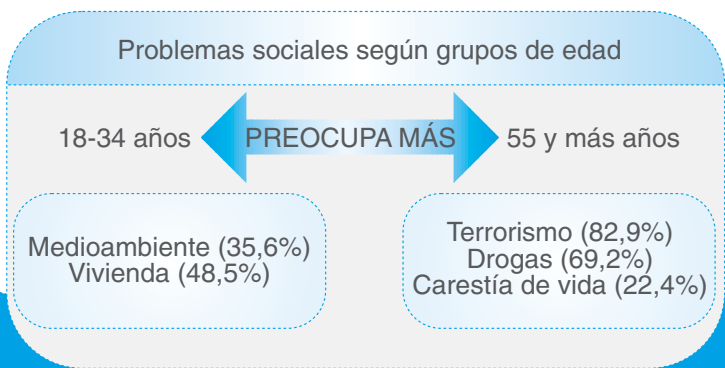 Problemas sociales según grupos de edad
18-34 años
PREOCUPA MÁS
55 y más años
Medioambiente (35,6%)
Vivienda (48,5%)
Terrorismo (82,9%)
Drogas (69,2%)
Carestía de vida (22,4%)